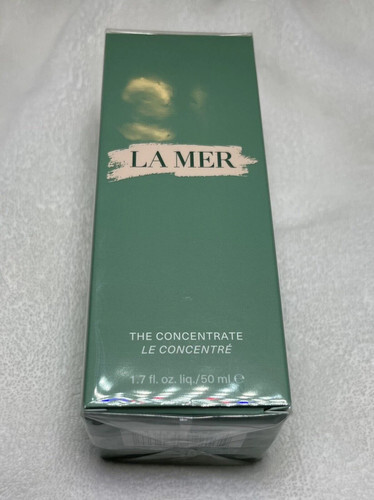 LA MER
THE CONCENTRATE
LE CONCENTRÉ
1.7 fl. oz. liq./50 ml ℮